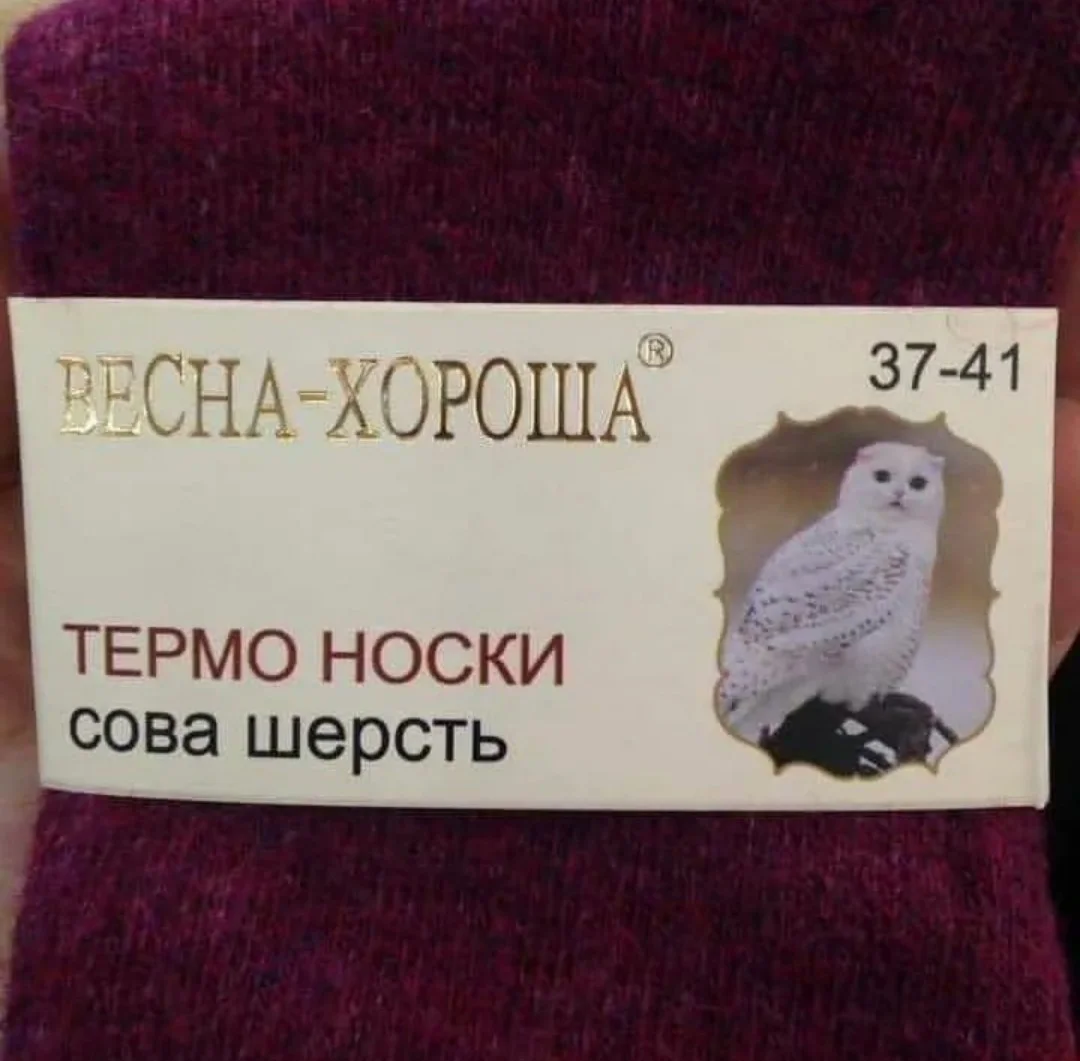 ВЕСНА-ХОРОША®
37-41
ТЕРМО НОСКИ
сова шерсть